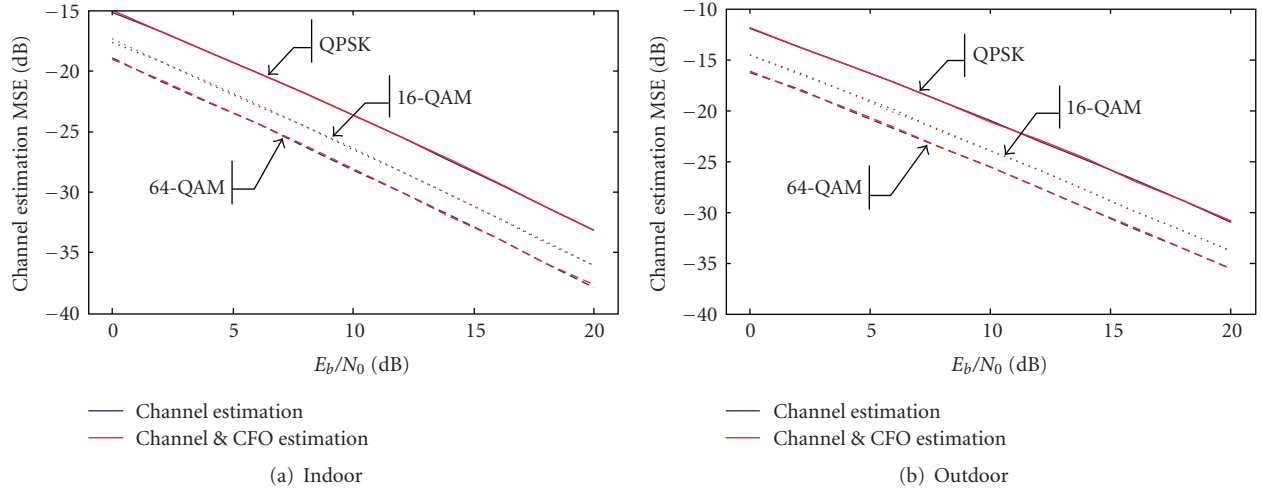 Channel estimation MSE (dB)
−15
−20
−25
−30
−35
−40
0
5
10
15
20
QPSK
16-QAM
64-QAM
E_b/N_0 (dB)
Channel estimation
Channel & CFO estimation
(a) Indoor
Channel estimation MSE (dB)
−10
−15
−20
−25
−30
−35
−40
0
5
10
15
20
QPSK
16-QAM
64-QAM
E_b/N_0 (dB)
Channel estimation
Channel & CFO estimation
(b) Outdoor